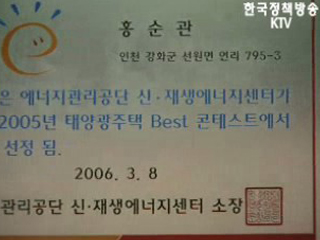 한국정책방송
KTV
홍 순 관
인천 강화군 선원면 연리 795-3
은 에너지관리공단 신·재생에너지센터가
2005년 태양광주택 Best 콘테스트에서
선정 됨.
2006. 3. 8
관리공단 신·재생에너지센터 소장